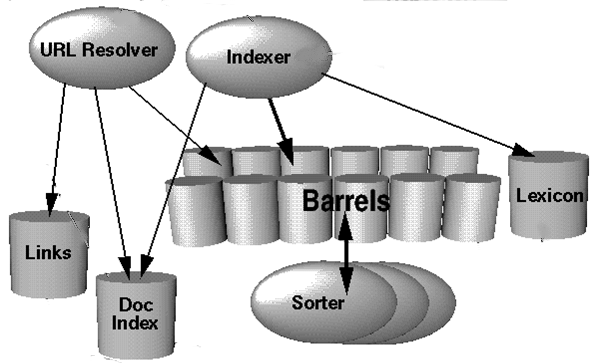 URL Resolver
Indexer
Barrels
Lexicon
Links
Doc
Index
Sorter